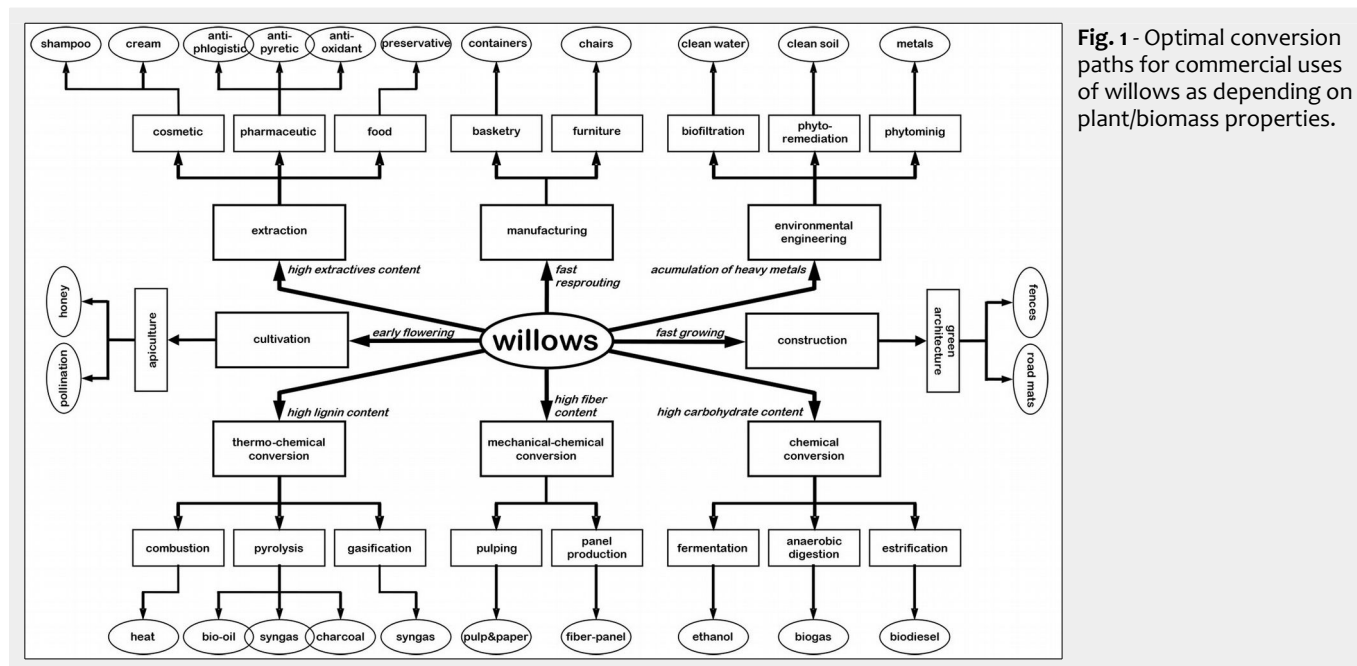 shampoo
cream
anti-
phlogistic
anti-
pyretic
anti-
oxidant
preservative
containers
chairs
clean water
clean soil
metals
cosmetic
pharmaceutic
food
basketry
furniture
biofiltration
phyto-
remediation
phytominig
extraction
manufacturing
environmental
engineering
high extractives content
fast
resprouting
acumulation of heavy metals
honey
pollination
apiculture
cultivation
early flowering
willows
fast growing
construction
green
architecture
fences
road mats
high lignin content
high fiber
content
high carbohydrate content
thermo-chemical
conversion
mechanical-chemical
conversion
chemical
conversion
combustion
pyrolysis
gasification
pulping
panel
production
fermentation
anaerobic
digestion
estrification
heat
bio-oil
syngas
charcoal
syngas
pulp&paper
fiber-panel
ethanol
biogas
biodiesel
Fig. 1 - Optimal conversion
paths for commercial uses
of willows as depending on
plant/biomass properties.